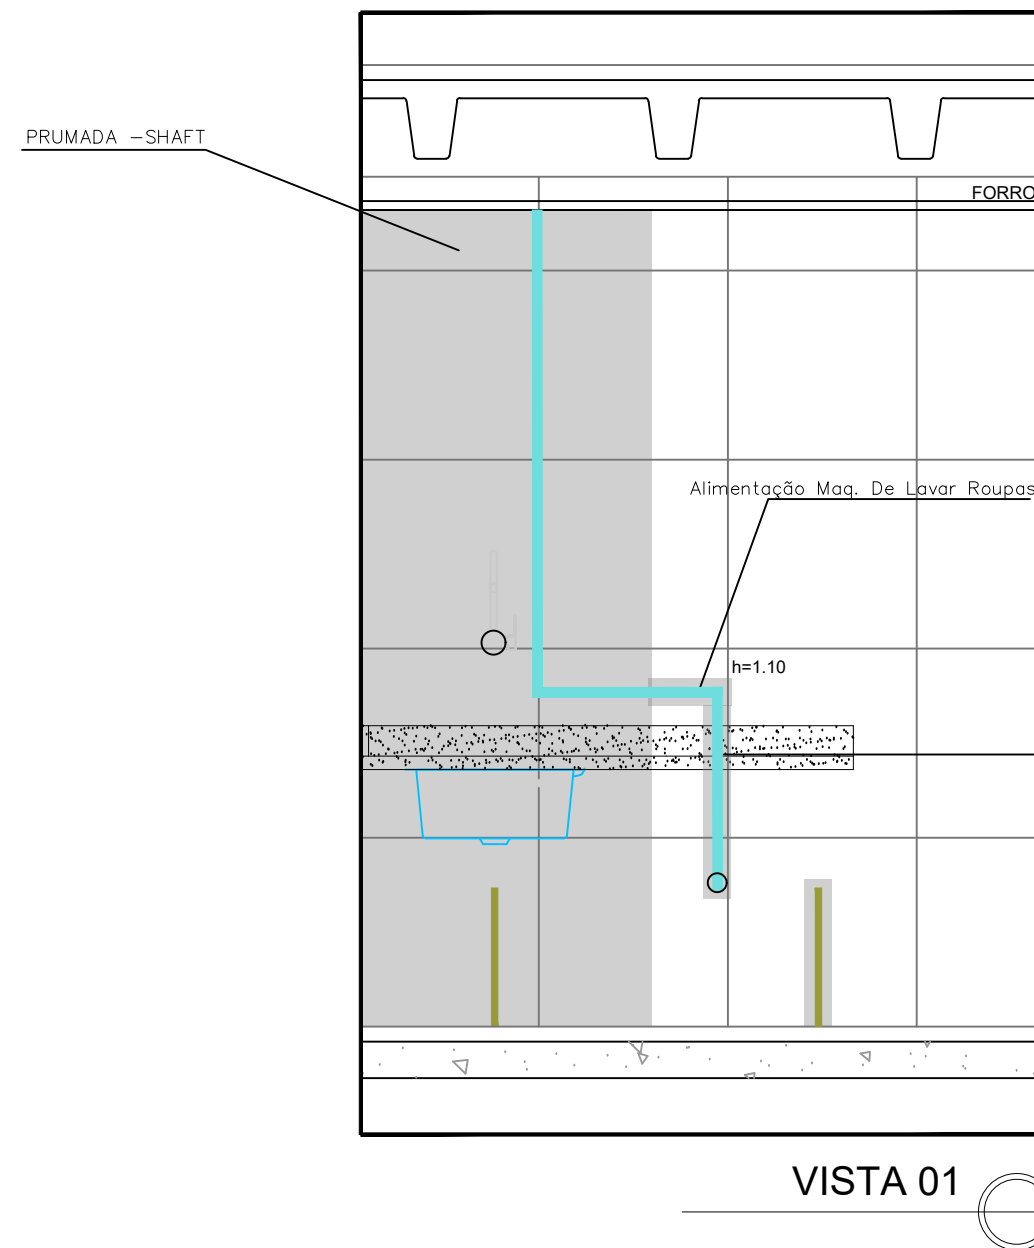 PRUMADA -SHAFT
FORRO
Alimentação Maq. De Lavar Roupas
h=1.10
VISTA 01